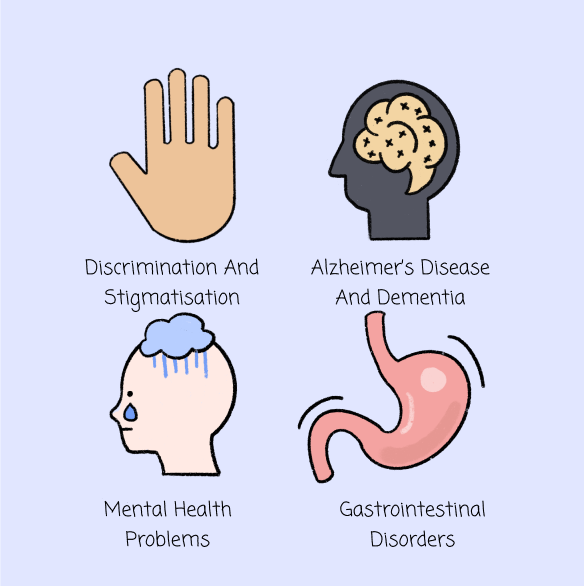 Discrimination And
Stigmatisation
Alzheimer's Disease
And Dementia
Mental Health
Problems
Gastrointestinal
Disorders